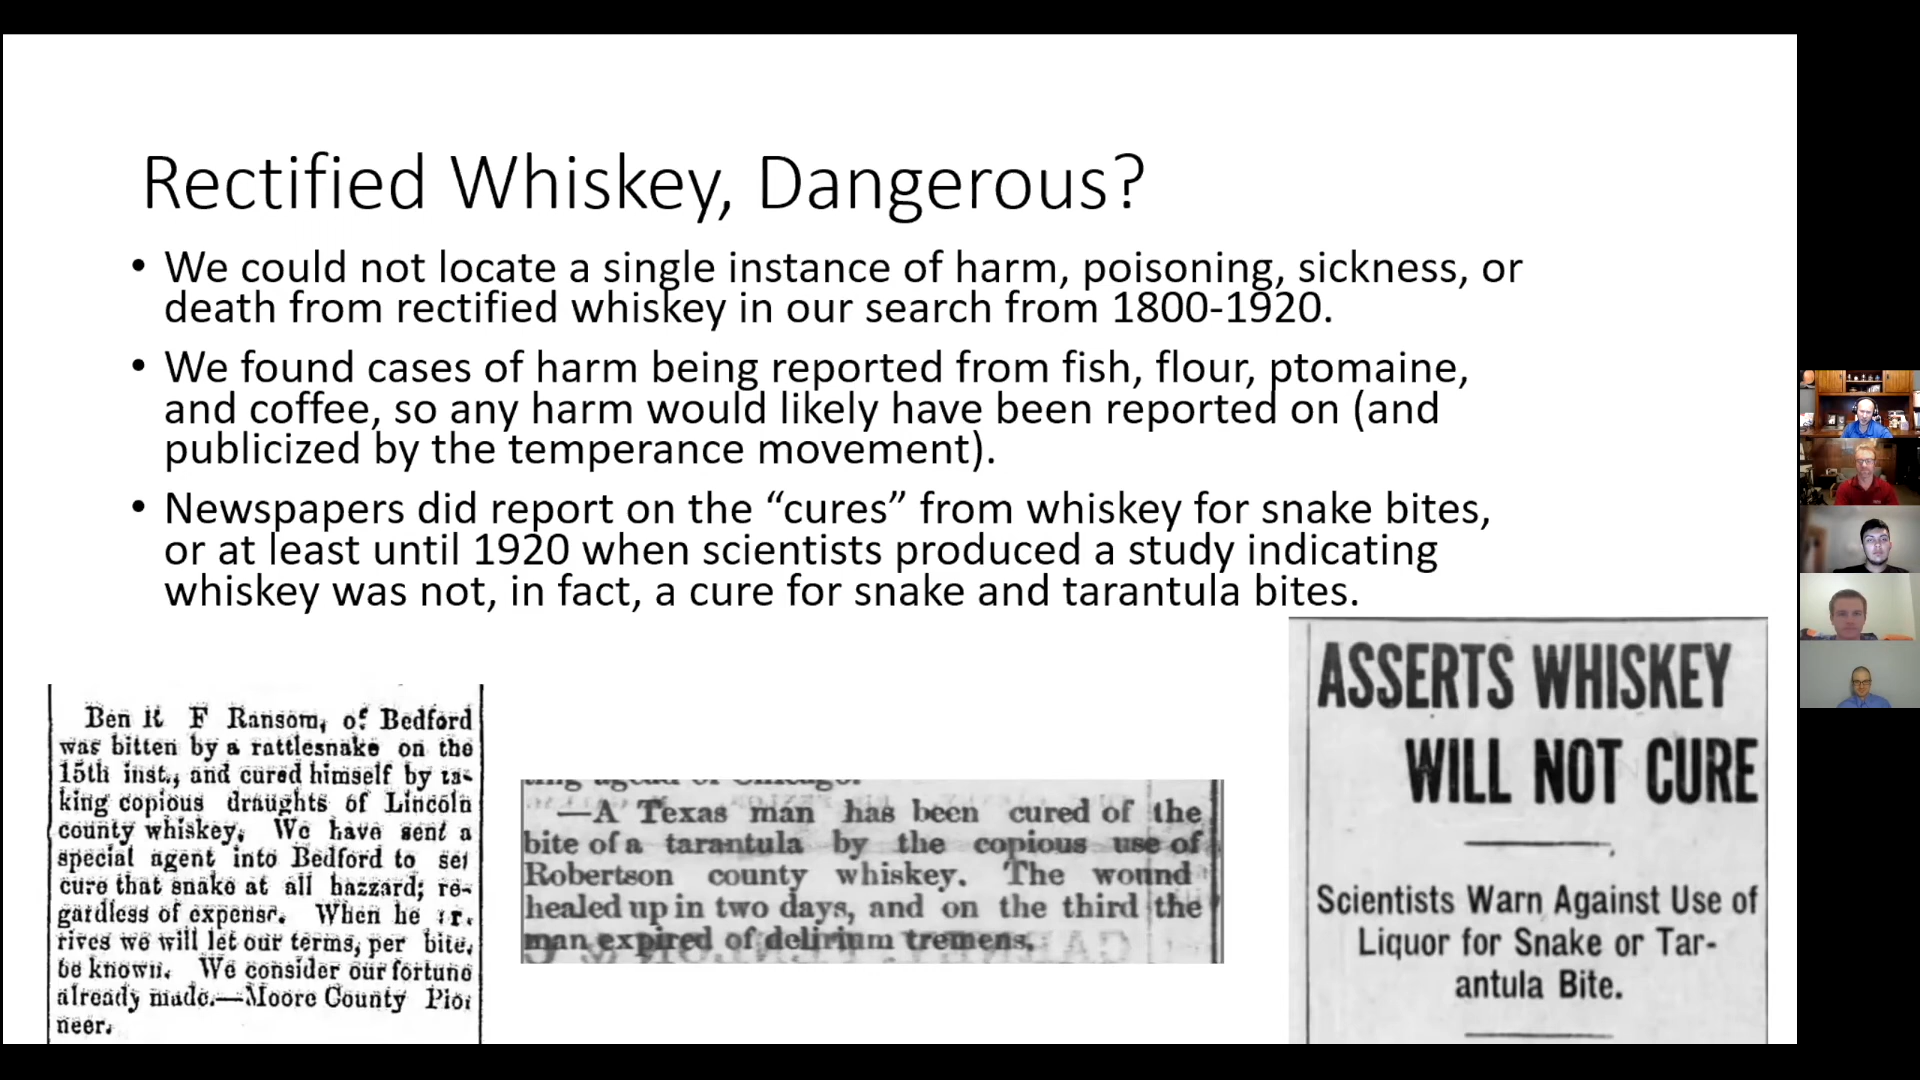 Rectified Whiskey, Dangerous?
• We could not locate a single instance of harm, poisoning, sickness, or
death from rectified whiskey in our search from 1800-1920.
• We found cases of harm being reported from fish, flour, ptomaine,
and coffee, so any harm would likely have been reported on (and
publicized by the temperance movement).
• Newspapers did report on the “cures” from whiskey for snake bites,
or at least until 1920 when scientists produced a study indicating
whiskey was not, in fact, a cure for snake and tarantula bites.
Ben R F Ransom, of Bedford
was bitten by a rattlesnake on the
15th inst., and cured himself by ta-
king copious draughts of Lincoln
county whiskey. We have sent a
special agent into Bedford to se
cure that snake at all hazzard; re-
gardless of expense. When he ar-
rives we will let our terms, per bite,
be known. We consider our fortune
already made.—Moore County Pio
neer.
—A Texas man has been cured of the
bite of a tarantula by the copious use of
Robertson county whiskey. The wound
healed up in two days, and on the third the
man expired of delirium tremens.
ASSERTS WHISKEY
WILL NOT CURE
Scientists Warn Against Use of
Liquor for Snake or Tar-
antula Bite.